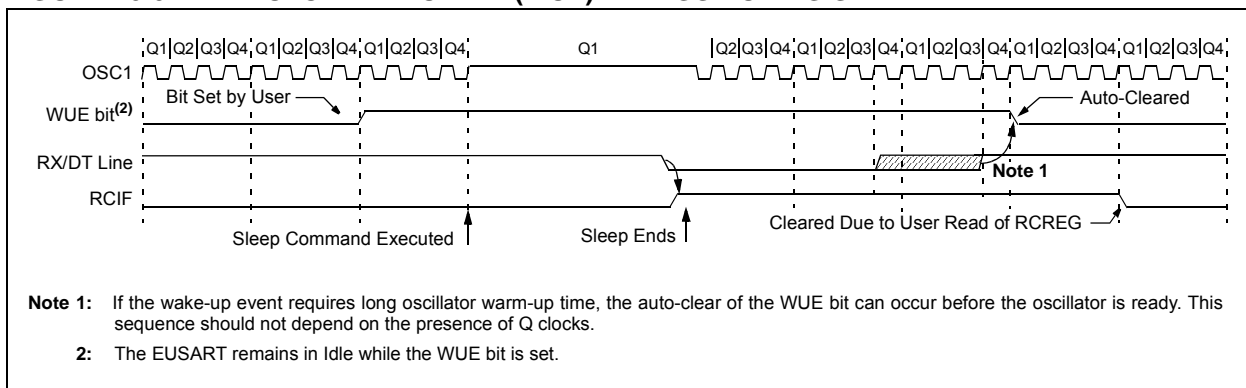 Q1|Q2|Q3|Q4|Q1|Q2|Q3|Q4|Q1|Q2|Q3|Q4 Q1 |Q2|Q3|Q4|Q1|Q2|Q3|Q4|Q1|Q2|Q3|Q4|Q1|Q2|Q3|Q4|Q1|Q2|Q3|Q4
OSC1
Bit Set by User
Auto-Cleared
WUE bit(2)
RX/DT Line
Note 1
RCIF
Cleared Due to User Read of RCREG
Sleep Command Executed
Sleep Ends
Note 1: If the wake-up event requires long oscillator warm-up time, the auto-clear of the WUE bit can occur before the oscillator is ready. This
sequence should not depend on the presence of Q clocks.
2: The EUSART remains in Idle while the WUE bit is set.